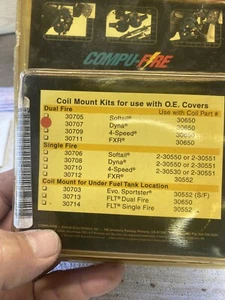 COMPU-FIRE
Coil Mount Kits for use with O.E. Covers
Dual Fire Use with Coil Part #
30705 Softail® 30650
30707 Dyna® 30650
30709 4-Speed® 30650
30711 FXR® 30650
Single Fire
30706 Softail® 2-30550 or 2-30551
30708 Dyna® 2-30550 or 2-30551
30710 4-Speed® 2-30530 or 2-30551
30712 FXR® 30552
Coil Mount for Under Fuel Tank Location
30703 Evo. Sportster® 30552 (S/F)
30713 FLT® Dual Fire 30650
30714 FLT® Single Fire 30552